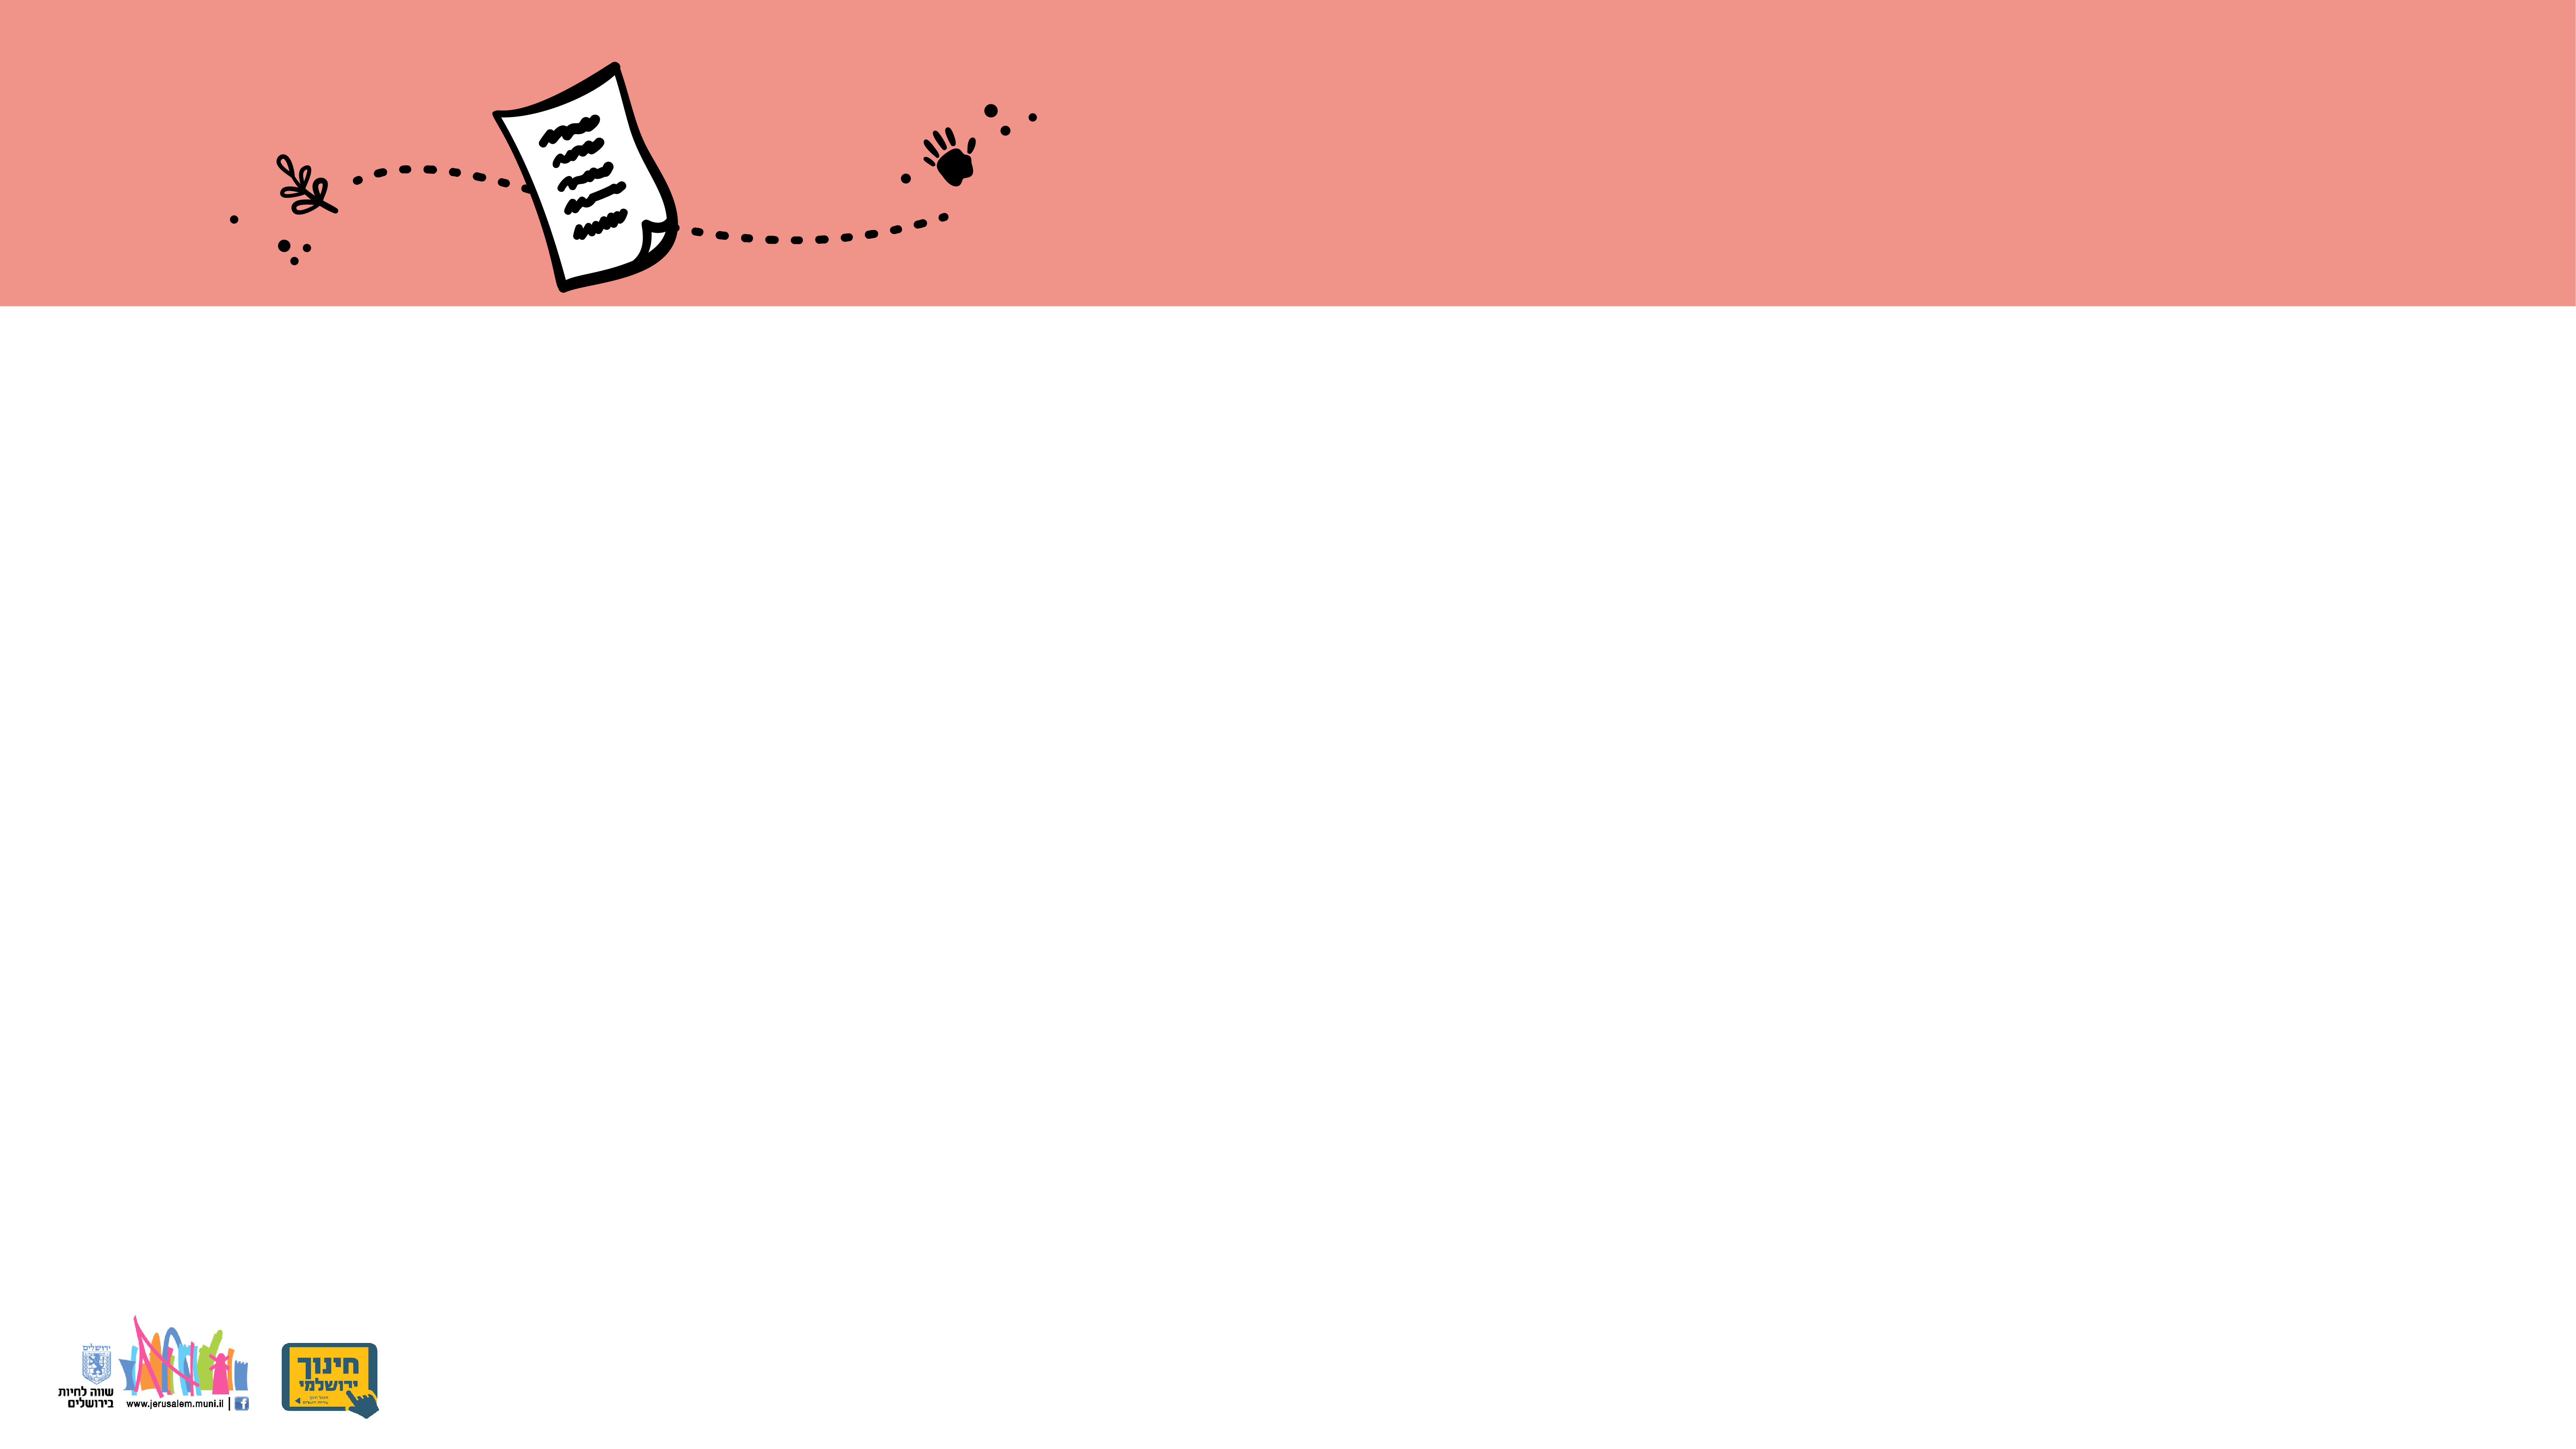 ירושלים
שווה לחיות
בירושלים
www.jerusalem.muni.il | f
חינוך
ירושלמי